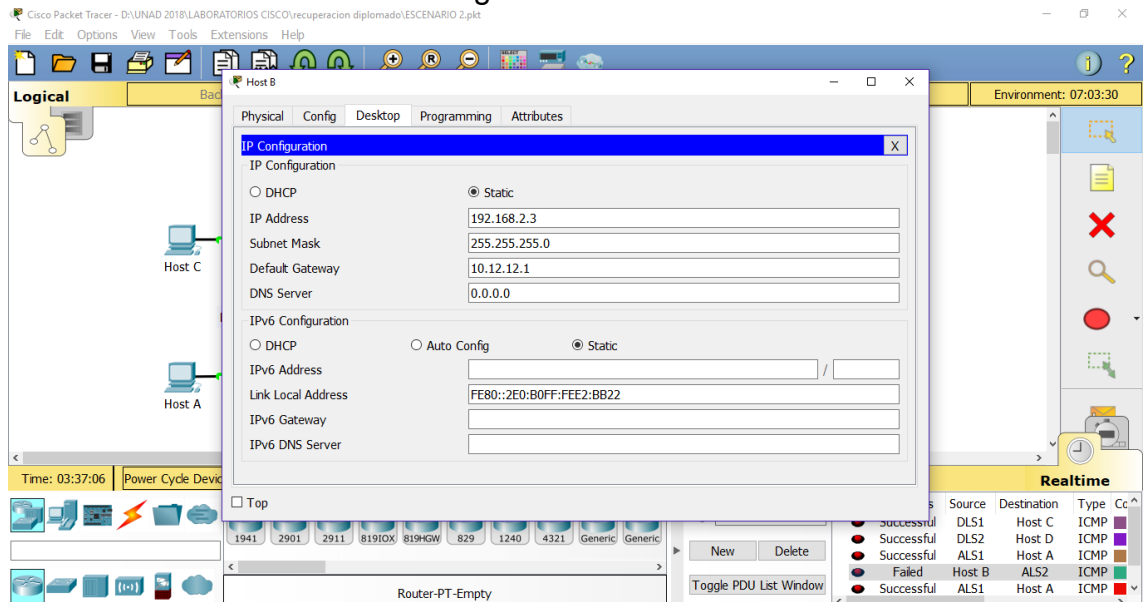 Cisco Packet Tracer - D:\UNAD 2018\LABORATORIOS CISCO\recuperacion diplomado\ESCENARIO 2.pkt
File Edit Options View Tools Extensions Help
Host B
Logical
Environment: 07:03:30
Physical Config Desktop Programming Attributes
IP Configuration X
IP Configuration
DHCP Static
IP Address 192.168.2.3
Subnet Mask 255.255.255.0
Default Gateway 10.12.12.1
DNS Server 0.0.0.0
IPv6 Configuration
DHCP Auto Config Static
IPv6 Address /
Link Local Address FE80::2E0:B0FF:FEE2:BB22
IPv6 Gateway
IPv6 DNS Server
Top
Host C
Host A
Time: 03:37:06 Power Cycle
Realtime
1941 2901 2911 819IOX 819HGW 829 1240 4321 Generic Generic
Router-PT-Empty
New Delete
Toggle PDU List Window
Source Destination Type
Successful DLS1 Host C ICMP
Successful DLS2 Host D ICMP
Successful ALS1 Host A ICMP
Failed Host B ALS2 ICMP
Successful ALS1 Host A ICMP